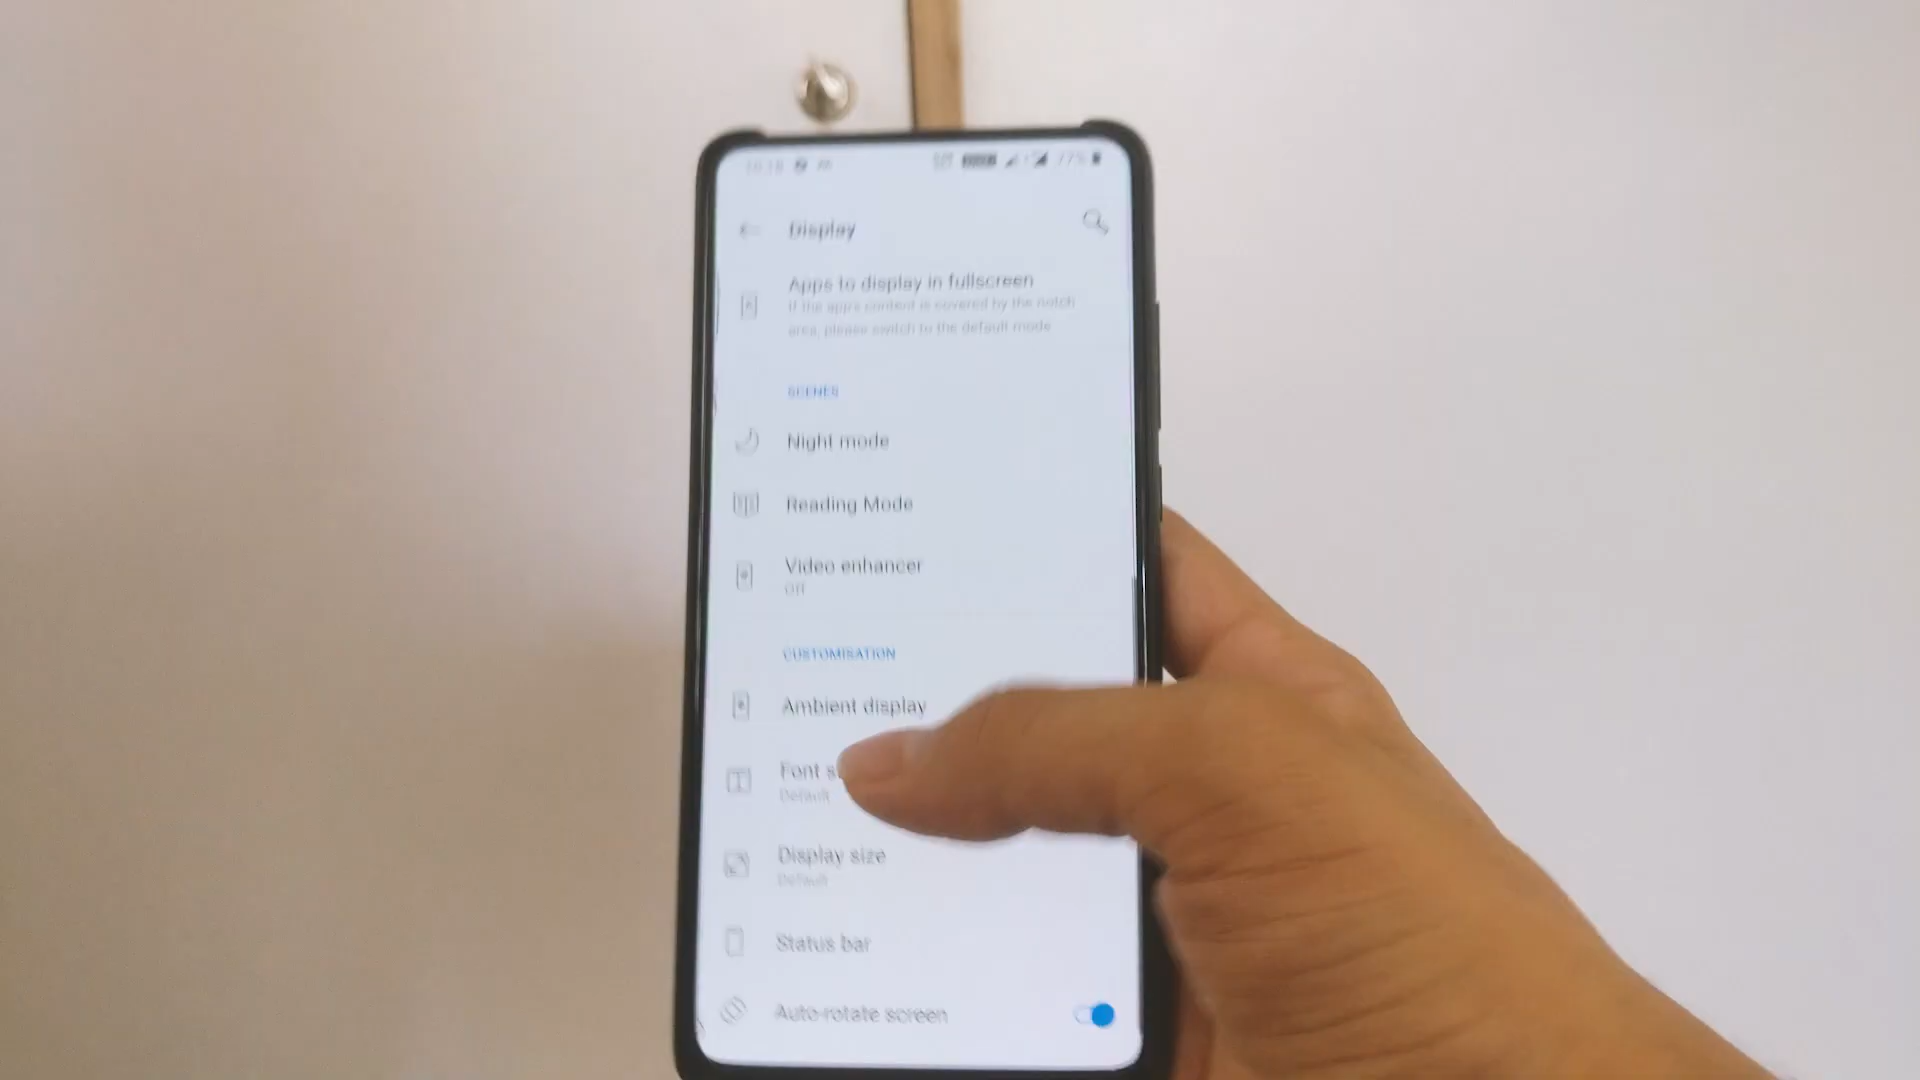 77%
Display
Apps to display in fullscreen
If the app's content is covered by the notch
area, please switch to the default mode
SCENES
Night mode
Reading Mode
Video enhancer
Off
CUSTOMISATION
Ambient display
Font s
Default
Display size
Default
Status bar
Auto-rotate screen